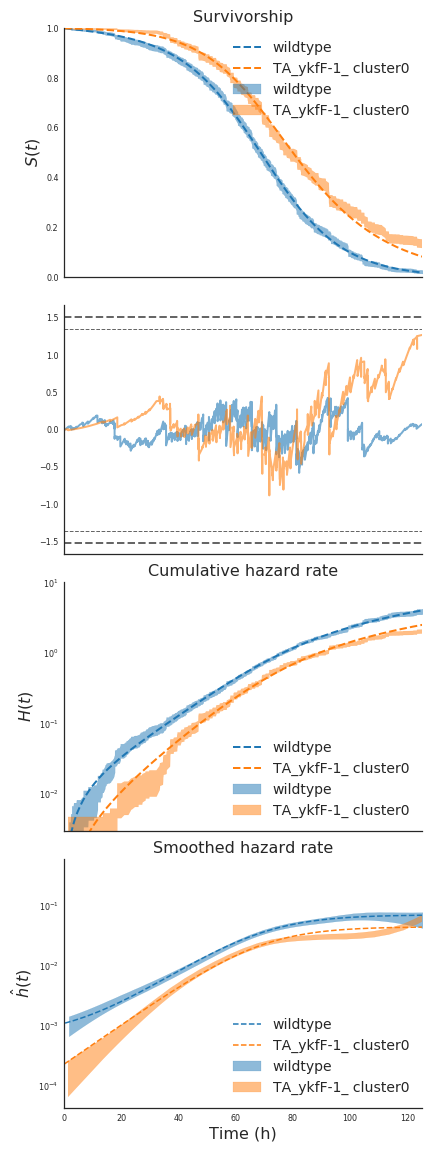 Survivorship
1.0
0.8
0.6
0.4
0.2
0.0
S(t)
wildtype
TA_ykfF-1_ cluster0
wildtype
TA_ykfF-1_ cluster0
1.5
1.0
0.5
0.0
−0.5
−1.0
−1.5
Cumulative hazard rate
10¹
10⁰
10⁻¹
10⁻²
H(t)
wildtype
TA_ykfF-1_ cluster0
wildtype
TA_ykfF-1_ cluster0
Smoothed hazard rate
10⁻¹
10⁻²
10⁻³
10⁻⁴
ĥ(t)
wildtype
TA_ykfF-1_ cluster0
wildtype
TA_ykfF-1_ cluster0
0 20 40 60 80 100 120
Time (h)